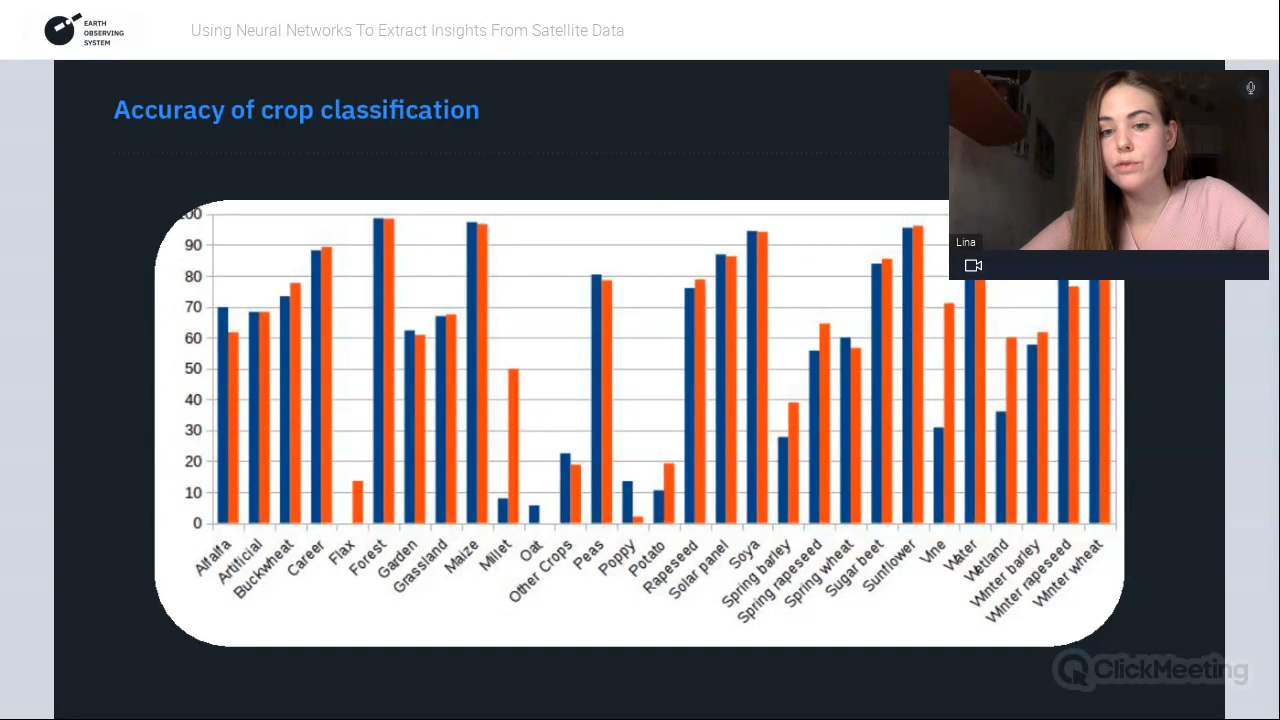 EARTH
OBSERVING
SYSTEM
Using Neural Networks To Extract Insights From Satellite Data
Accuracy of crop classification
Lina
100
90
80
70
60
50
40
30
20
10
0
Alfalfa
Artificial
Buckwheat
Career
Flax
Forest
Garden
Grassland
Maize
Millet
Oat
Other Crops
Peas
Poppy
Potato
Rapeseed
Solar panel
Soya
Spring barley
Spring rapeseed
Spring wheat
Sugar beet
Sunflower
Vine
Water
Wetland
Winter barley
Winter rapeseed
Winter wheat
ClickMeeting